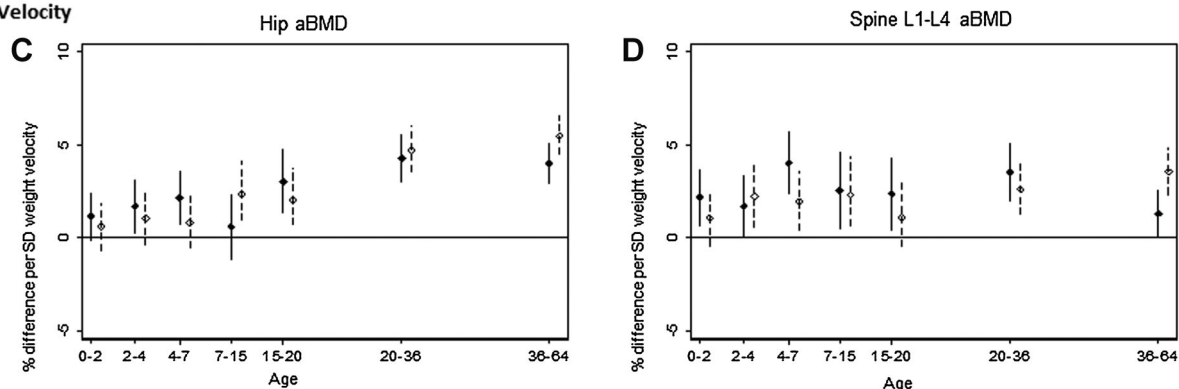 Velocity
C
Hip aBMD
% difference per SD weight velocity
10
5
0
-5
0-2 2-4 4-7 7-15 15-20 20-36 36-64
Age
D
Spine L1-L4 aBMD
% difference per SD weight velocity
10
5
0
-5
0-2 2-4 4-7 7-15 15-20 20-36 36-64
Age